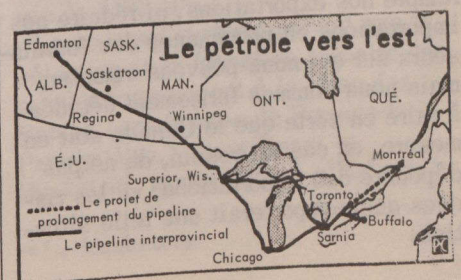 Le pétrole vers l'est
Edmonton
SASK.
ALB.
Saskatoon
MAN.
ONT.
QUÉ.
Regina
Winnipeg
É.-U.
Montréal
Superior, Wis.
Toronto
Buffalo
Sarnia
Chicago
Le projet de
prolongement du pipeline
Le pipeline interprovincial
PC